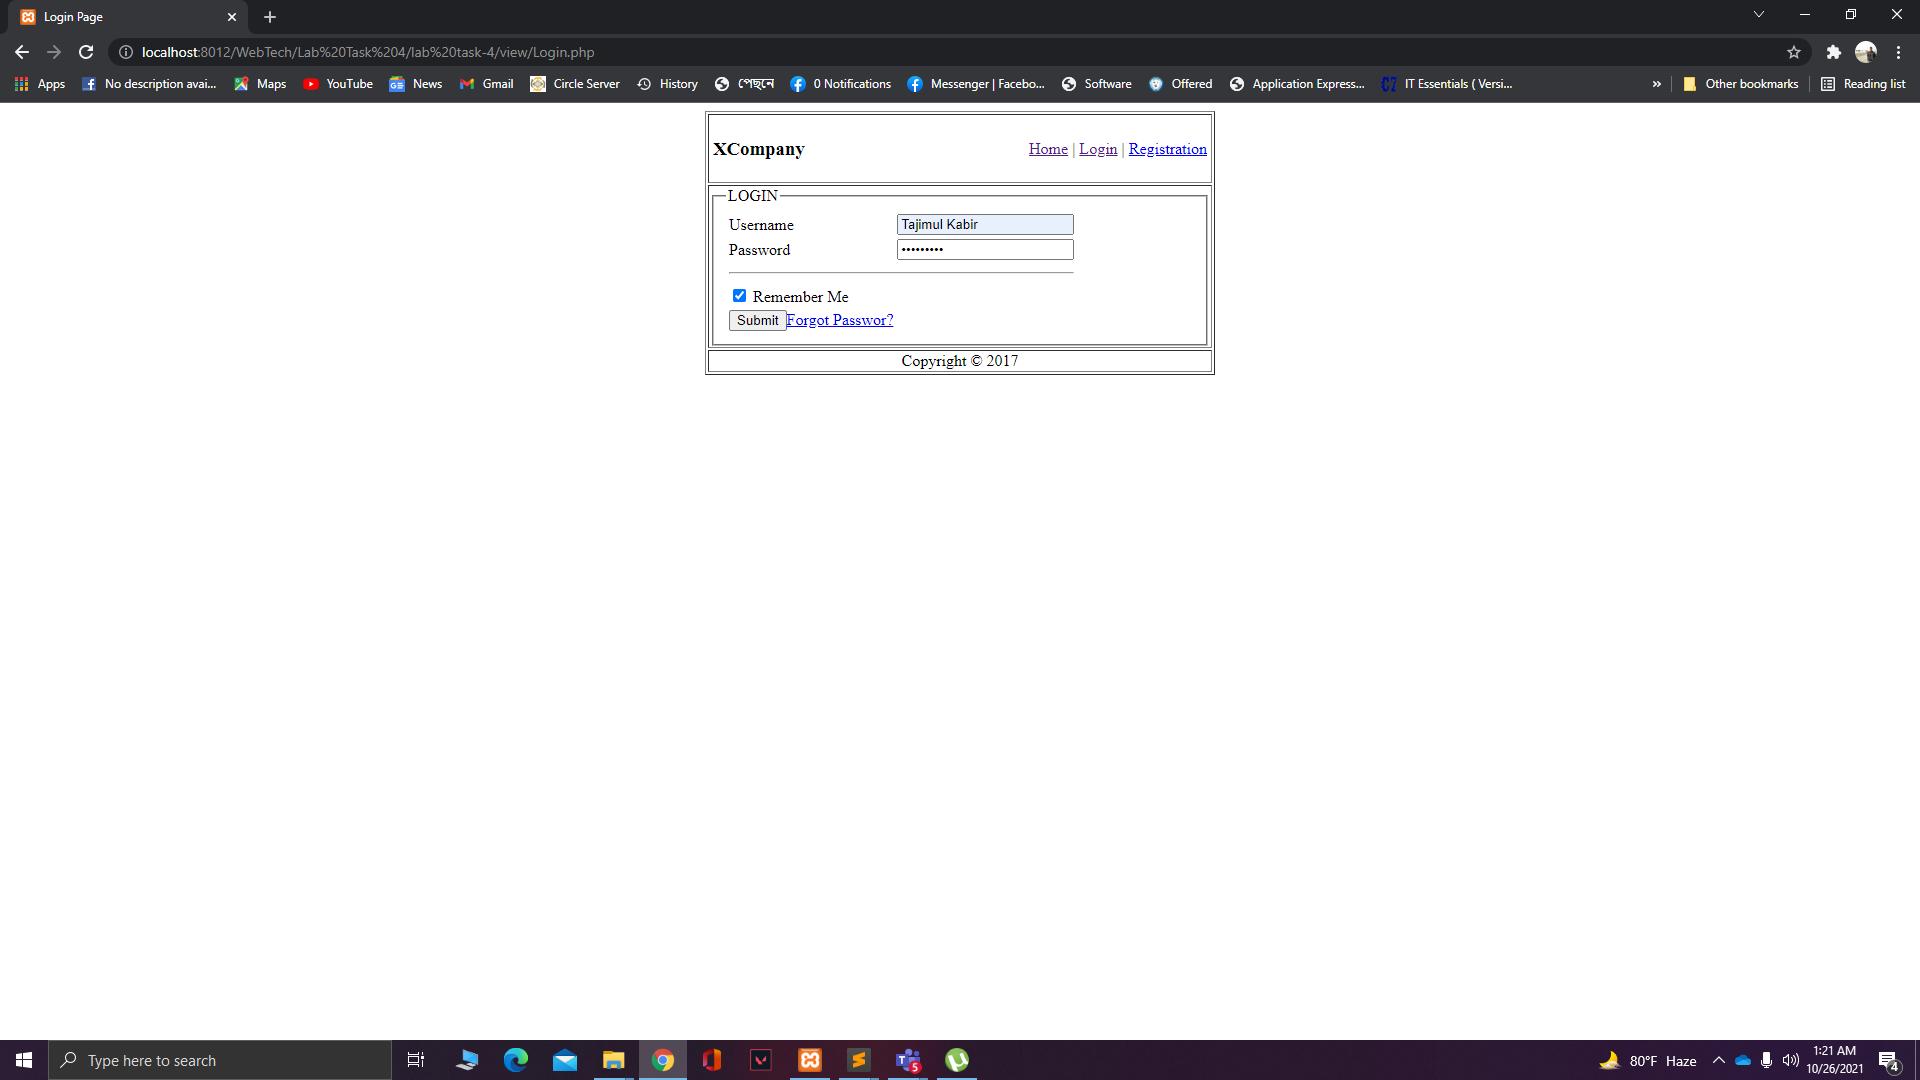 Login Page
localhost:8012/WebTech/Lab%20Task%204/lab%20task-4/view/Login.php
Apps No description avai... Maps YouTube News Gmail Circle Server History পেছনে 0 Notifications Messenger | Facebo... Software Offered Application Express... IT Essentials ( Versi... » Other bookmarks Reading list
XCompany Home | Login | Registration
LOGIN
Username Tajimul Kabir
Password •••••••••
Remember Me
Submit Forgot Passwor?
Copyright © 2017
Type here to search 5 80°F Haze 1:21 AM
10/26/2021 4